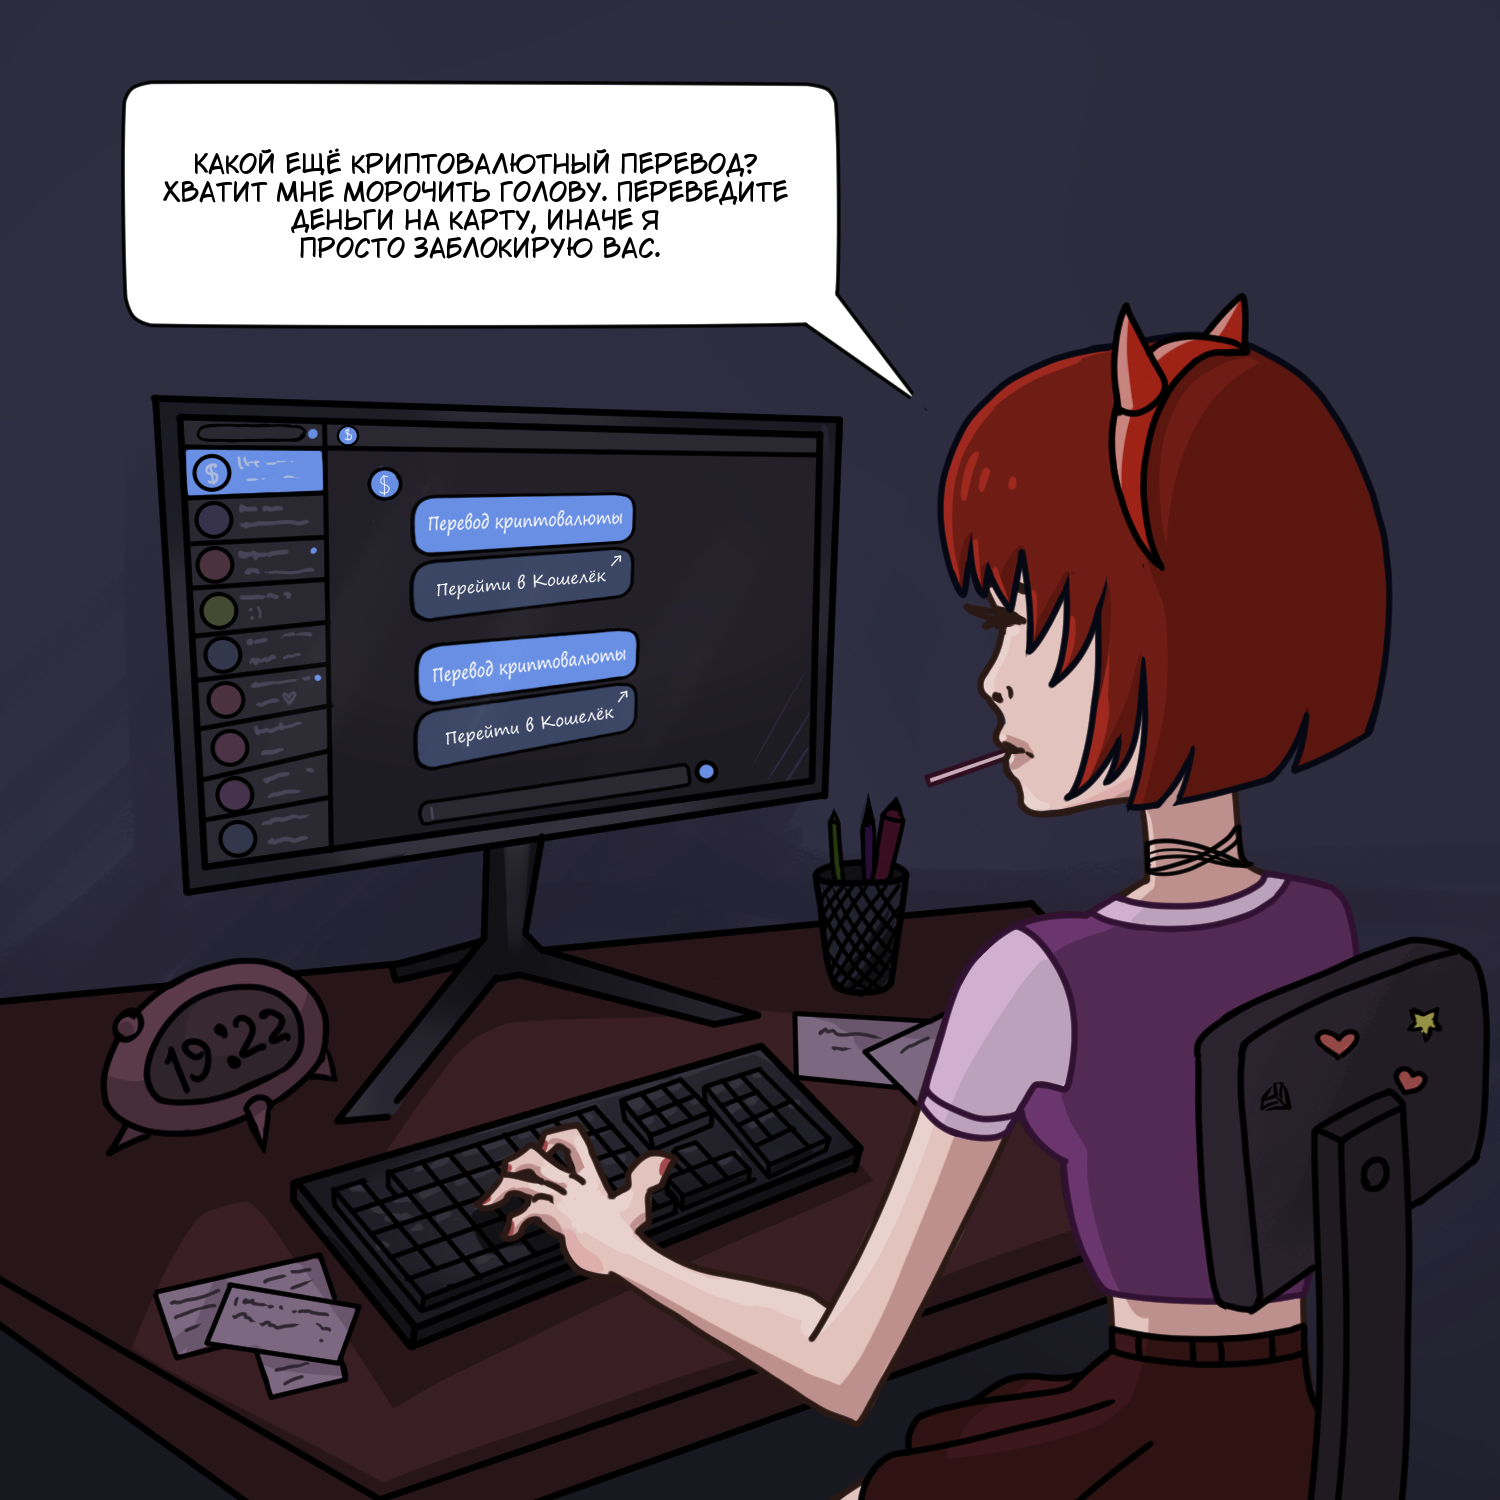 КАКОЙ ЕЩЁ КРИПТОВАЛЮТНЫЙ ПЕРЕВОД?
ХВАТИТ МНЕ МОРОЧИТЬ ГОЛОВУ. ПЕРЕВЕДИТЕ
ДЕНЬГИ НА КАРТУ, ИНАЧЕ Я
ПРОСТО ЗАБЛОКИРУЮ ВАС.
$
$
$
Перевод криптовалюты
Перейти в Кошелёк
:)
Перевод криптовалюты
Перейти в Кошелёк
19:22